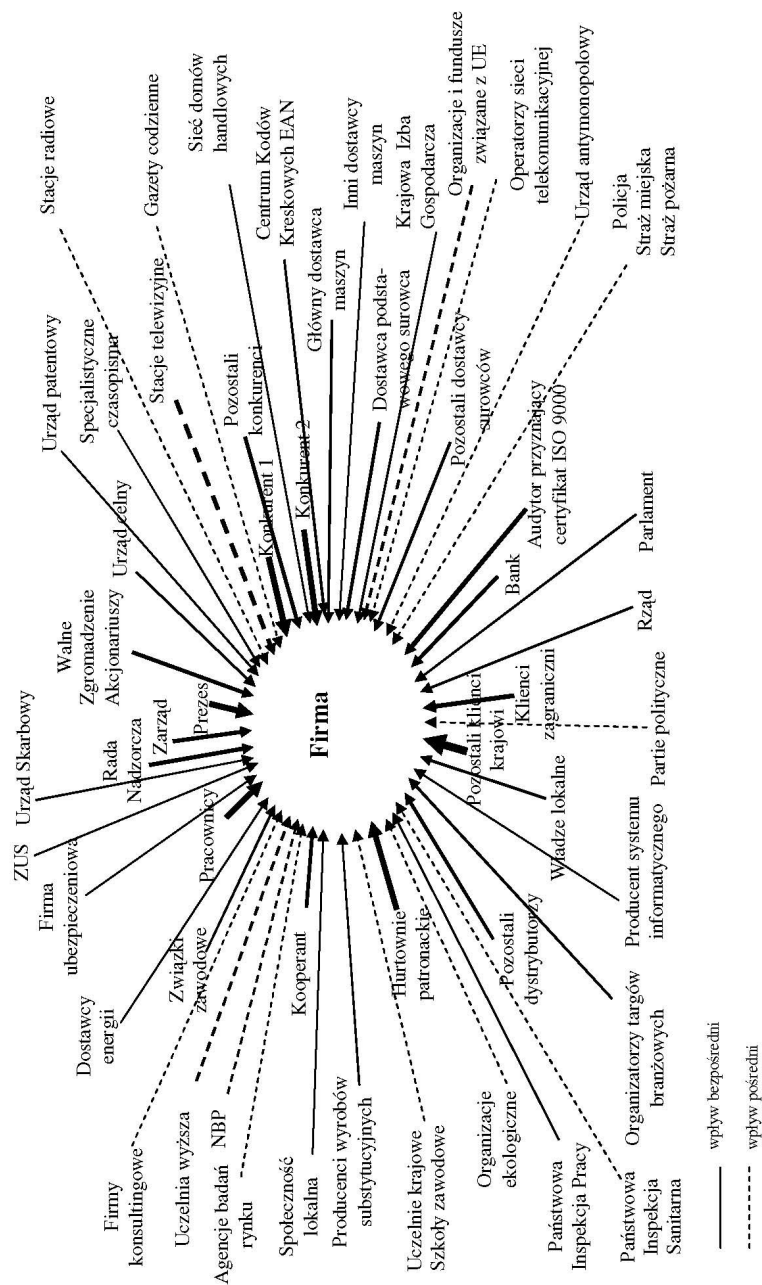 Firma
Stacje radiowe
Gazety codzienne
Sieć domów
handlowych
Centrum Kodów
Kreskowych EAN
Inni dostawcy
maszyn
Krajowa Izba
Gospodarcza
Organizacje i fundusze
związane z UE
Operatorzy sieci
telekomunikacyjnej
Urząd antymonopolowy
Policja
Straż miejska
Straż pożarna
Urząd patentowy
Specjalistyczne
czasopisma
Stacje telewizyjne
Pozostali
konkurenci
Konkurent 1
Konkurent 2
Główny dostawca
maszyn
Dostawca podsta-
wowego surowca
Pozostali dostawcy
surowców
Audytor przyznający
certyfikat ISO 9000
Bank
Parlament
Rząd
Urząd celny
Walne
Zgromadzenie
Akcjonariuszy
Prezes
Zarząd
Rada
Nadzorcza
Urząd Skarbowy
ZUS
Firma
ubezpieczeniowa
Pracownicy
Klienci
zagraniczni
Pozostali klienci
krajowi
Partie polityczne
Władze lokalne
Producent systemu
informatycznego
Dostawcy
energii
Związki
zawodowe
Kooperant
Hurtownie
patronackie
Pozostali
dystrybutorzy
Organizatorzy targów
branżowych
Firmy
konsultingowe
Uczelnia wyższa
NBP
Agencje badań
rynku
Społeczność
lokalna
Producenci wyrobów
substytucyjnych
Uczelnie krajowe
Szkoły zawodowe
Organizacje
ekologiczne
Państwowa
Inspekcja Pracy
Państwowa
Inspekcja
Sanitarna
wpływ bezpośredni
wpływ pośredni